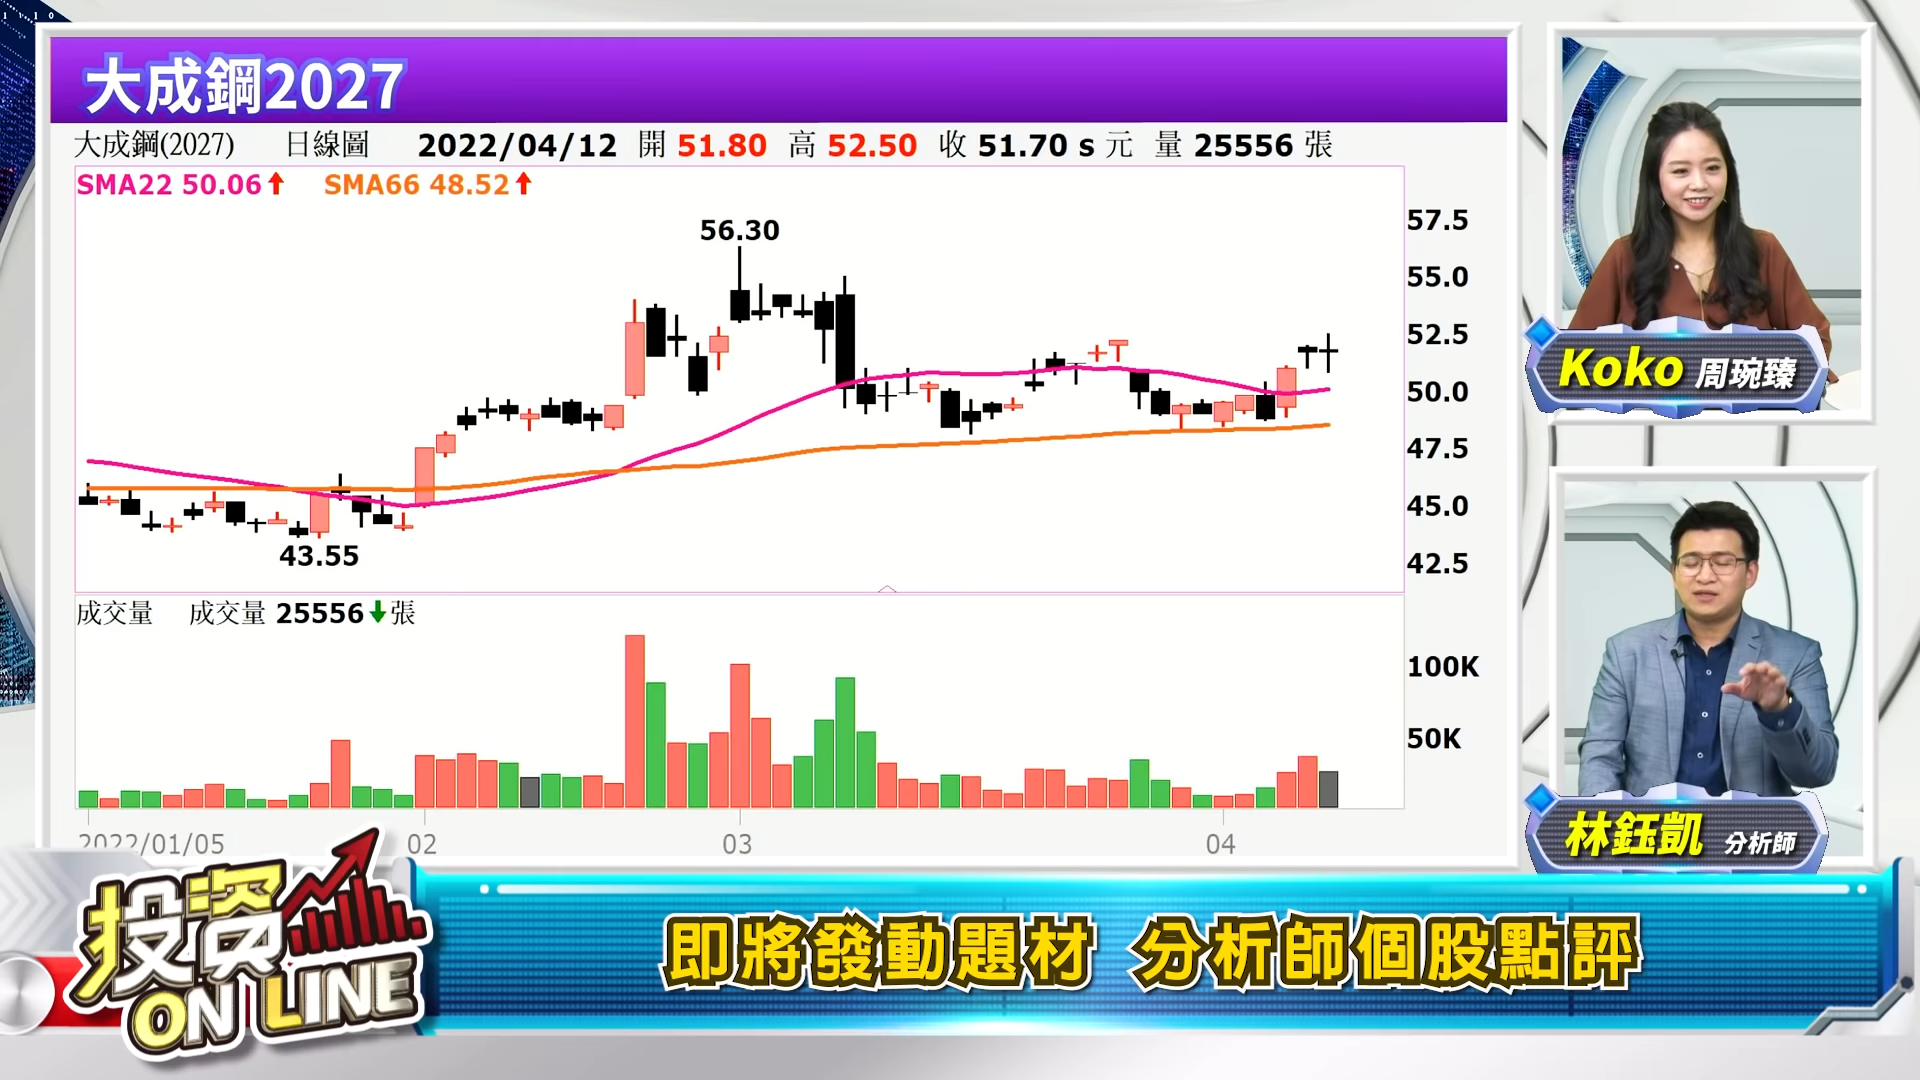 大成鋼2027
大成鋼(2027) 日線圖 2022/04/12 開 51.80 高 52.50 收 51.70 s 元 量 25556 張
SMA22 50.06↑ SMA66 48.52↑
56.30
43.55
57.5
55.0
52.5
50.0
47.5
45.0
42.5
成交量 成交量 25556↓張
100K
50K
2022/01/05 02 03 04
Koko 周琬臻
林鈺凱 分析師
投資
ON LINE
即將發動題材 分析師個股點評